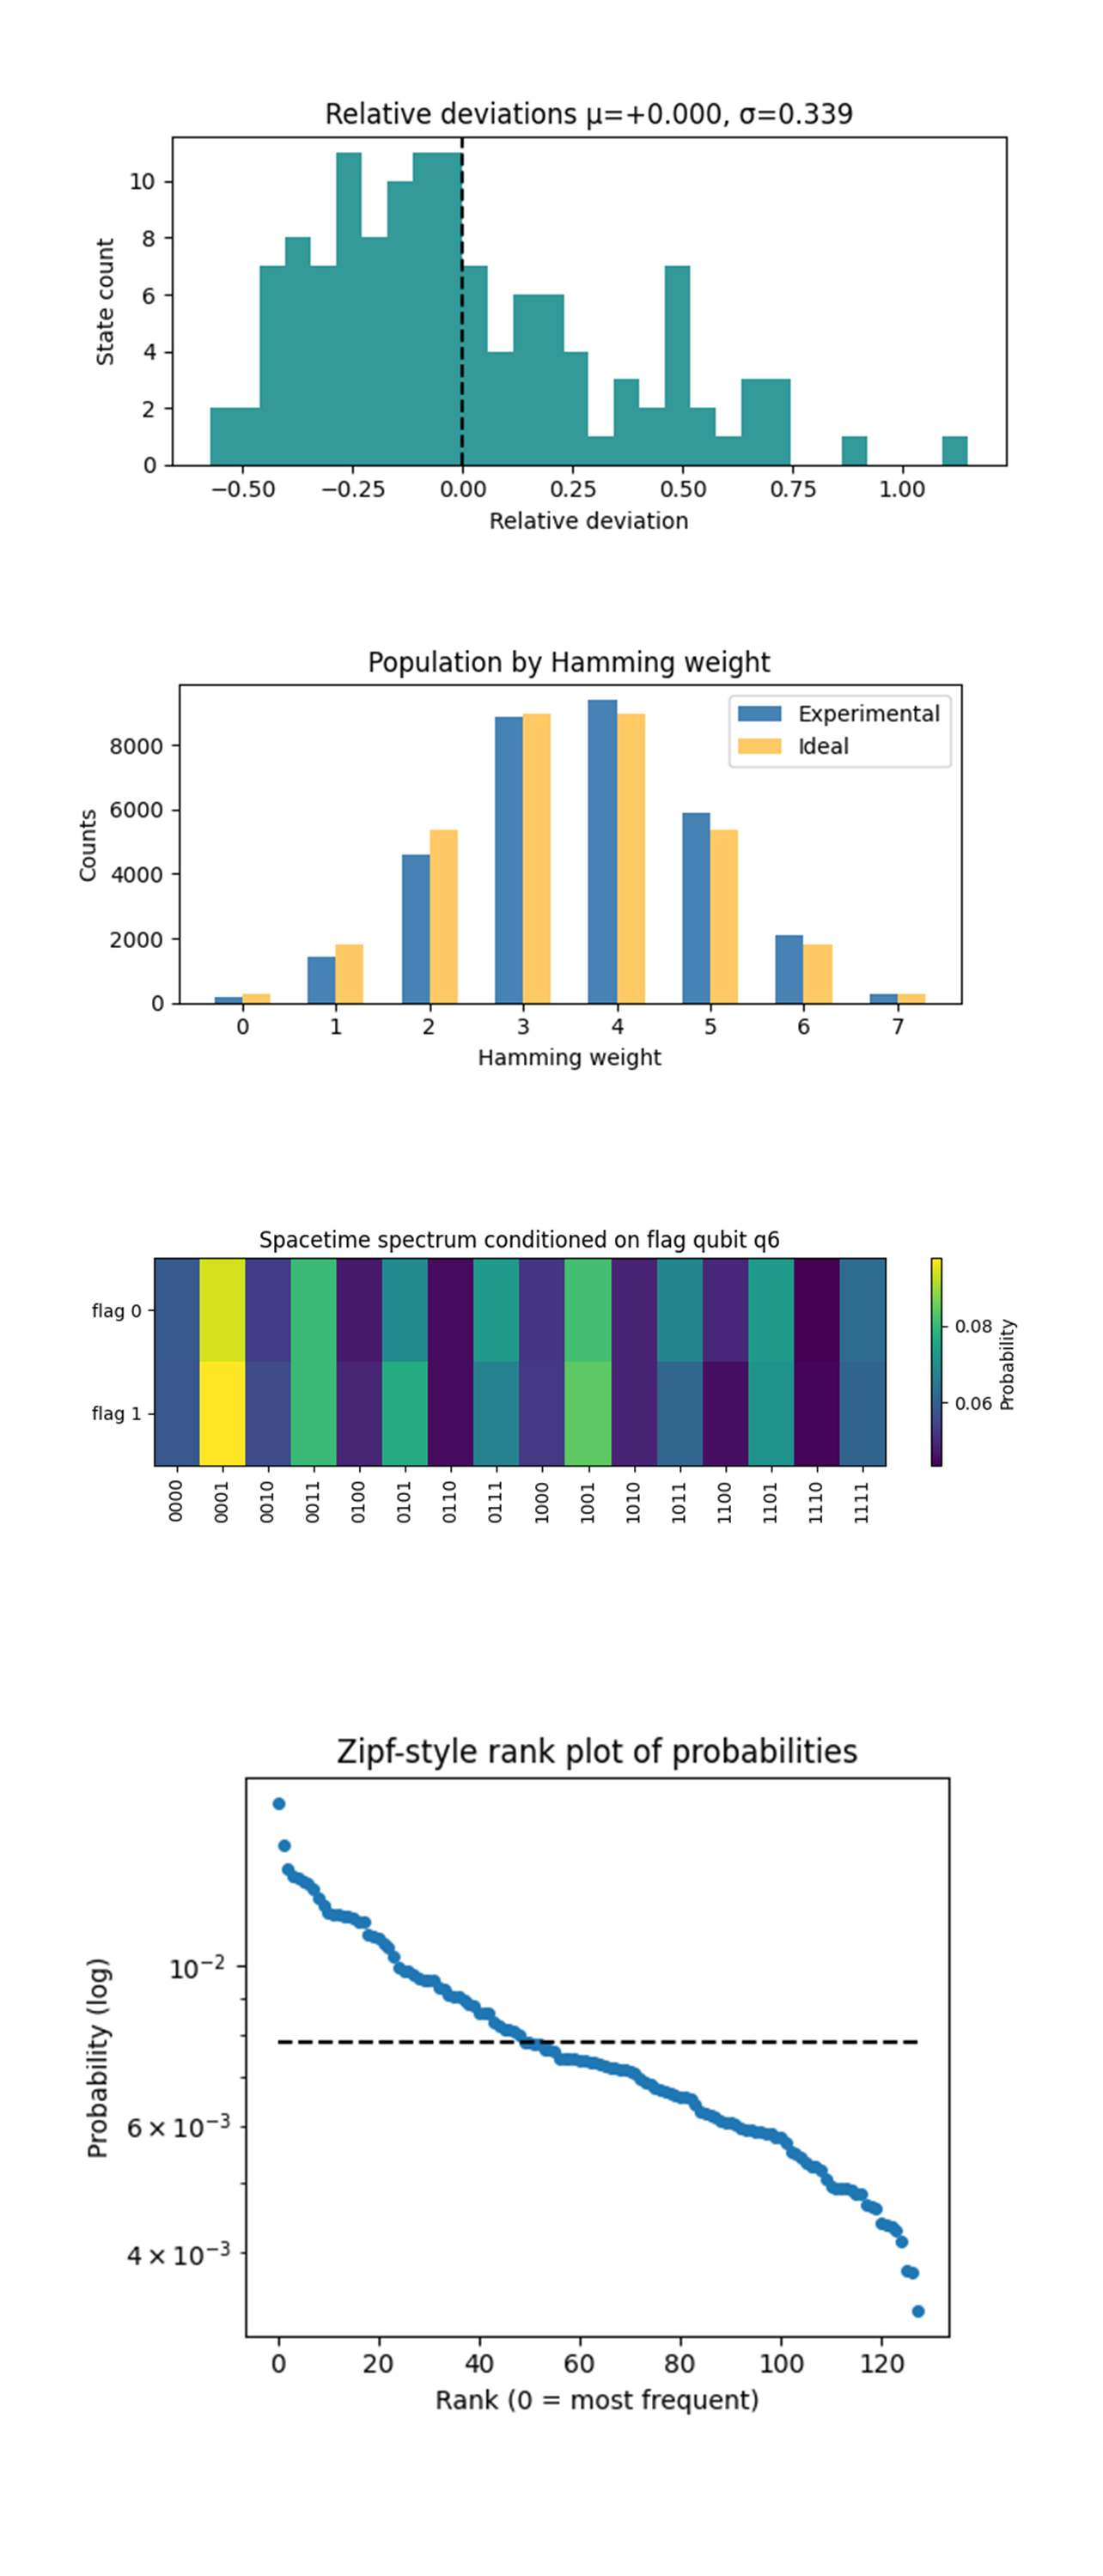 Relative deviations μ=+0.000, σ=0.339
10
8
6
4
2
0
State count
−0.50 −0.25 0.00 0.25 0.50 0.75 1.00
Relative deviation
Population by Hamming weight
Experimental
Ideal
8000
6000
4000
2000
0
Counts
0 1 2 3 4 5 6 7
Hamming weight
Spacetime spectrum conditioned on flag qubit q6
flag 0
flag 1
0000 0001 0010 0011 0100 0101 0110 0111 1000 1001 1010 1011 1100 1101 1110 1111
0.08
0.06
Probability
Zipf-style rank plot of probabilities
10⁻²
6 × 10⁻³
4 × 10⁻³
Probability (log)
0 20 40 60 80 100 120
Rank (0 = most frequent)